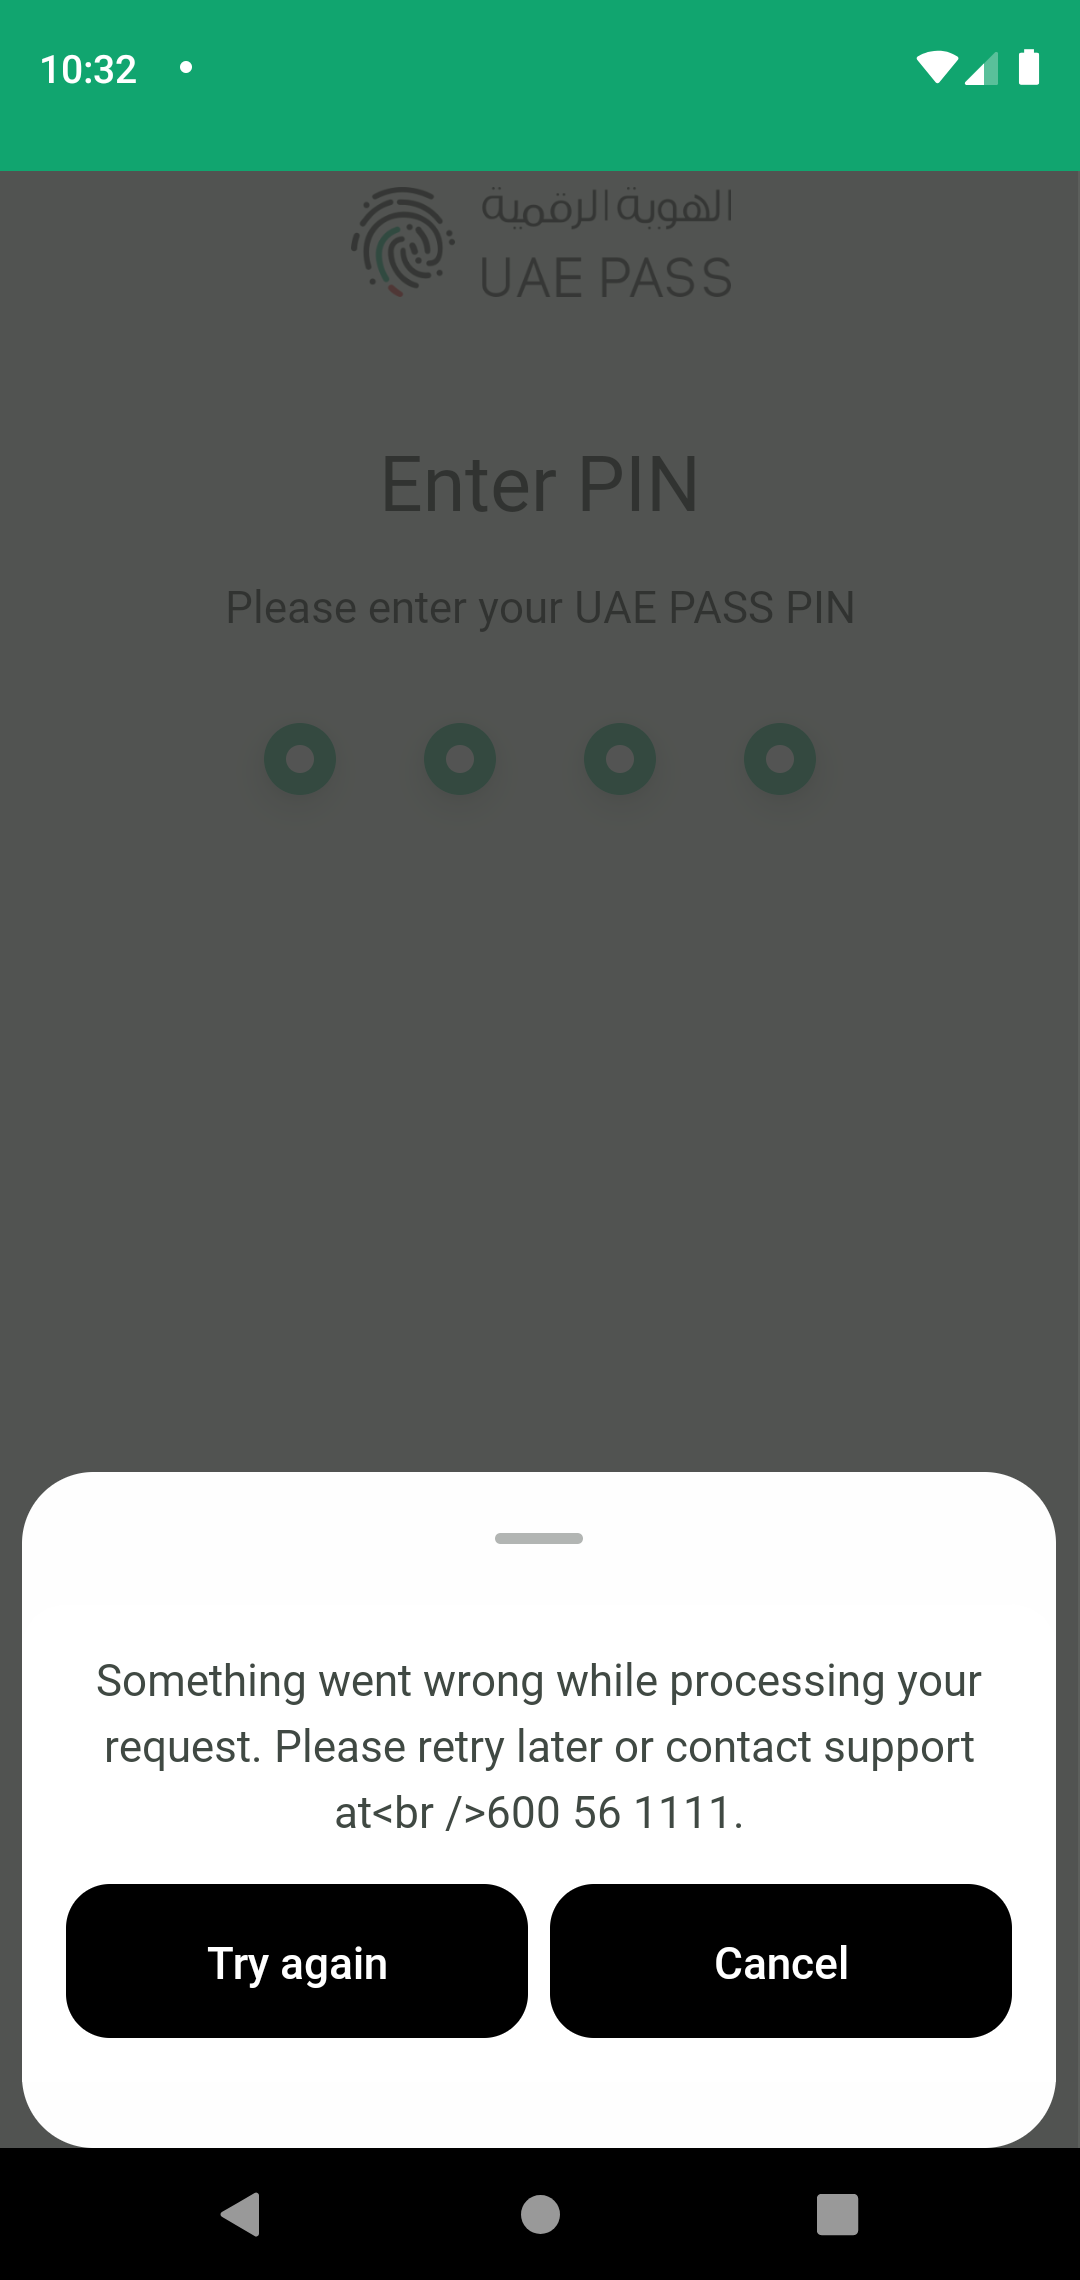 10:32
الهوية الرقمية
UAE PASS
Enter PIN
Please enter your UAE PASS PIN
Something went wrong while processing your
request. Please retry later or contact support
at<br />600 56 1111.
Try again
Cancel